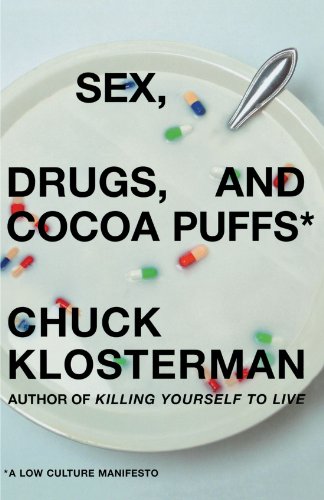 SEX,
DRUGS, AND
COCOA PUFFS*
CHUCK
KLOSTERMAN
AUTHOR OF KILLING YOURSELF TO LIVE
*A LOW CULTURE MANIFESTO